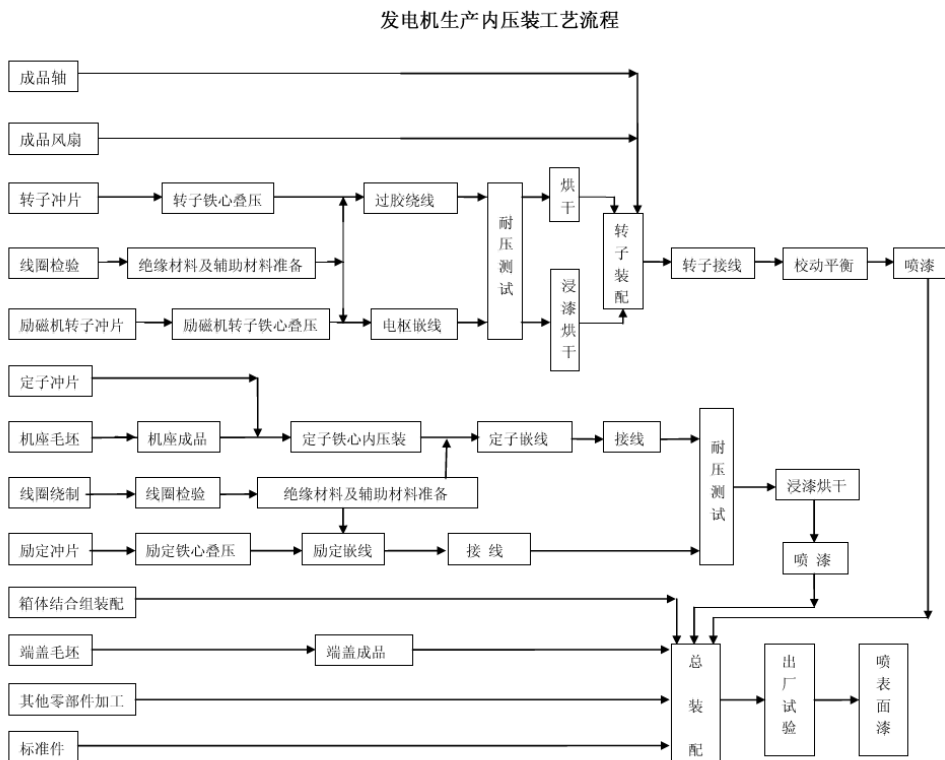 发电机生产内压装工艺流程
成品轴
成品风扇
转子冲片
转子铁心叠压
过胶绕线
耐压测试
烘干
转子装配
线圈检验
绝缘材料及辅助材料准备
转子接线
校动平衡
喷漆
浸漆烘干
励磁机转子冲片
励磁机转子铁心叠压
电枢嵌线
定子冲片
机座毛坯
机座成品
定子铁心内压装
定子嵌线
接线
耐压测试
线圈绕制
线圈检验
绝缘材料及辅助材料准备
浸漆烘干
励定冲片
励定铁心叠压
励定嵌线
接 线
喷 漆
箱体结合组装配
端盖毛坯
端盖成品
总装配
出厂试验
喷表面漆
其他零部件加工
标准件